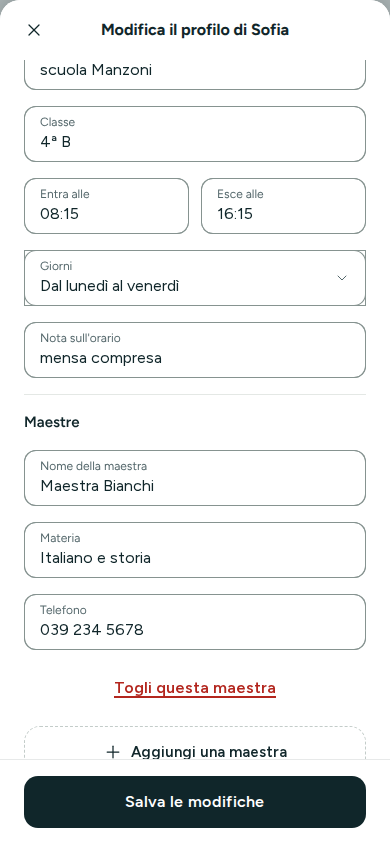 Modifica il profilo di Sofia
scuola Manzoni
Classe
4ª B
Entra alle
08:15
Esce alle
16:15
Giorni
Dal lunedì al venerdì
Nota sull'orario
mensa compresa
Maestre
Nome della maestra
Maestra Bianchi
Materia
Italiano e storia
Telefono
039 234 5678
Togli questa maestra
Aggiungi una maestra
Salva le modifiche